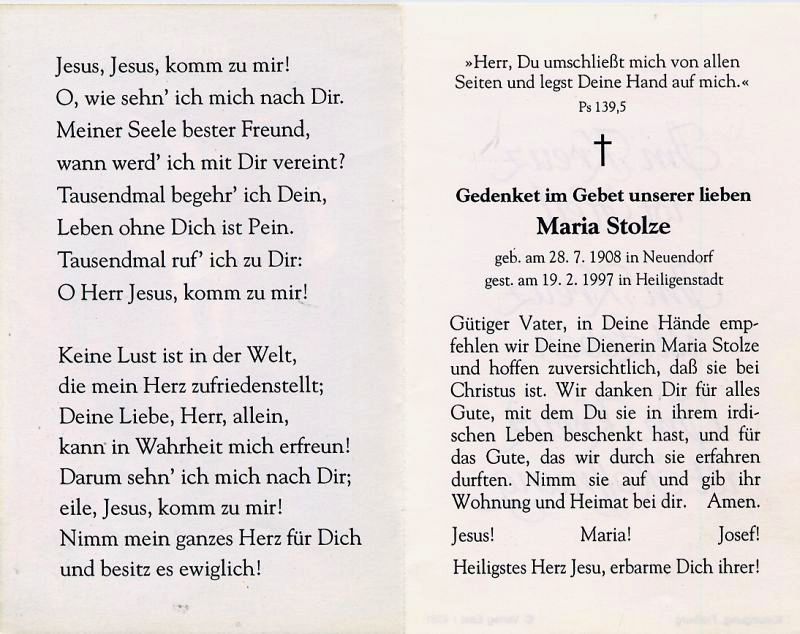 Jesus, Jesus, komm zu mir!
O, wie sehn' ich mich nach Dir.
Meiner Seele bester Freund,
wann werd' ich mit Dir vereint?
Tausendmal begehr' ich Dein,
Leben ohne Dich ist Pein.
Tausendmal ruf' ich zu Dir:
O Herr Jesus, komm zu mir!
Keine Lust ist in der Welt,
die mein Herz zufriedenstellt;
Deine Liebe, Herr, allein,
kann in Wahrheit mich erfreun!
Darum sehn' ich mich nach Dir;
eile, Jesus, komm zu mir!
Nimm mein ganzes Herz für Dich
und besitz es ewiglich!
»Herr, Du umschließt mich von allen
Seiten und legst Deine Hand auf mich.«
Ps 139,5
Gedenket im Gebet unserer lieben
Maria Stolze
geb. am 28. 7. 1908 in Neuendorf
gest. am 19. 2. 1997 in Heiligenstadt
Gütiger Vater, in Deine Hände emp-
fehlen wir Deine Dienerin Maria Stolze
und hoffen zuversichtlich, daß sie bei
Christus ist. Wir danken Dir für alles
Gute, mit dem Du sie in ihrem irdi-
schen Leben beschenkt hast, und für
das Gute, das wir durch sie erfahren
durften. Nimm sie auf und gib ihr
Wohnung und Heimat bei dir. Amen.
Jesus! Maria! Josef!
Heiligstes Herz Jesu, erbarme Dich ihrer!